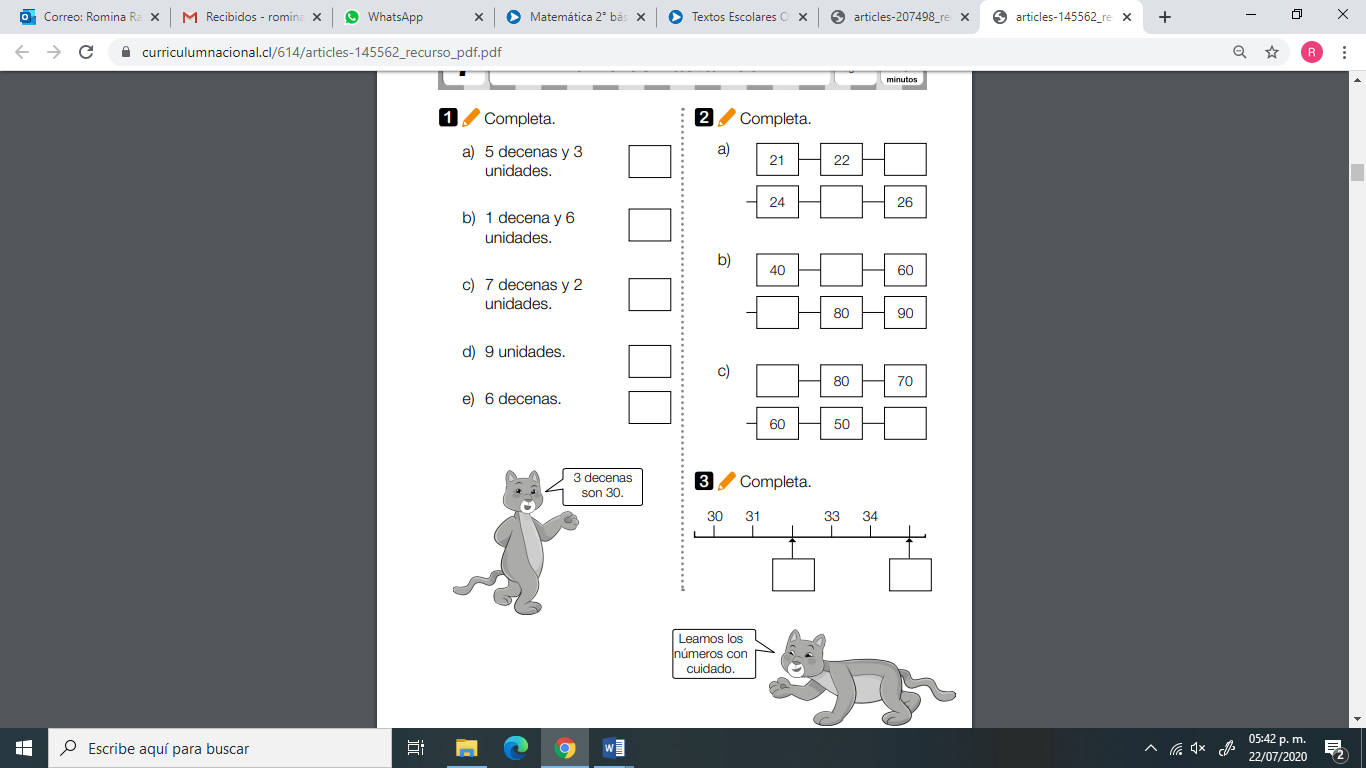 Correo: Romina Ra
Recibidos - romina
WhatsApp
Matemática 2° bás
Textos Escolares O
articles-207498_re
articles-145562_re
curriculumnacional.cl/614/articles-145562_recurso_pdf.pdf
R
minutos
1 Completa.
a) 5 decenas y 3
unidades.
b) 1 decena y 6
unidades.
c) 7 decenas y 2
unidades.
d) 9 unidades.
e) 6 decenas.
3 decenas
son 30.
2 Completa.
a)
21 22
24 26
b)
40 60
80 90
c)
80 70
60 50
3 Completa.
30 31 33 34
Leamos los
números con
cuidado.
Escribe aquí para buscar
05:42 p. m.
22/07/2020
2